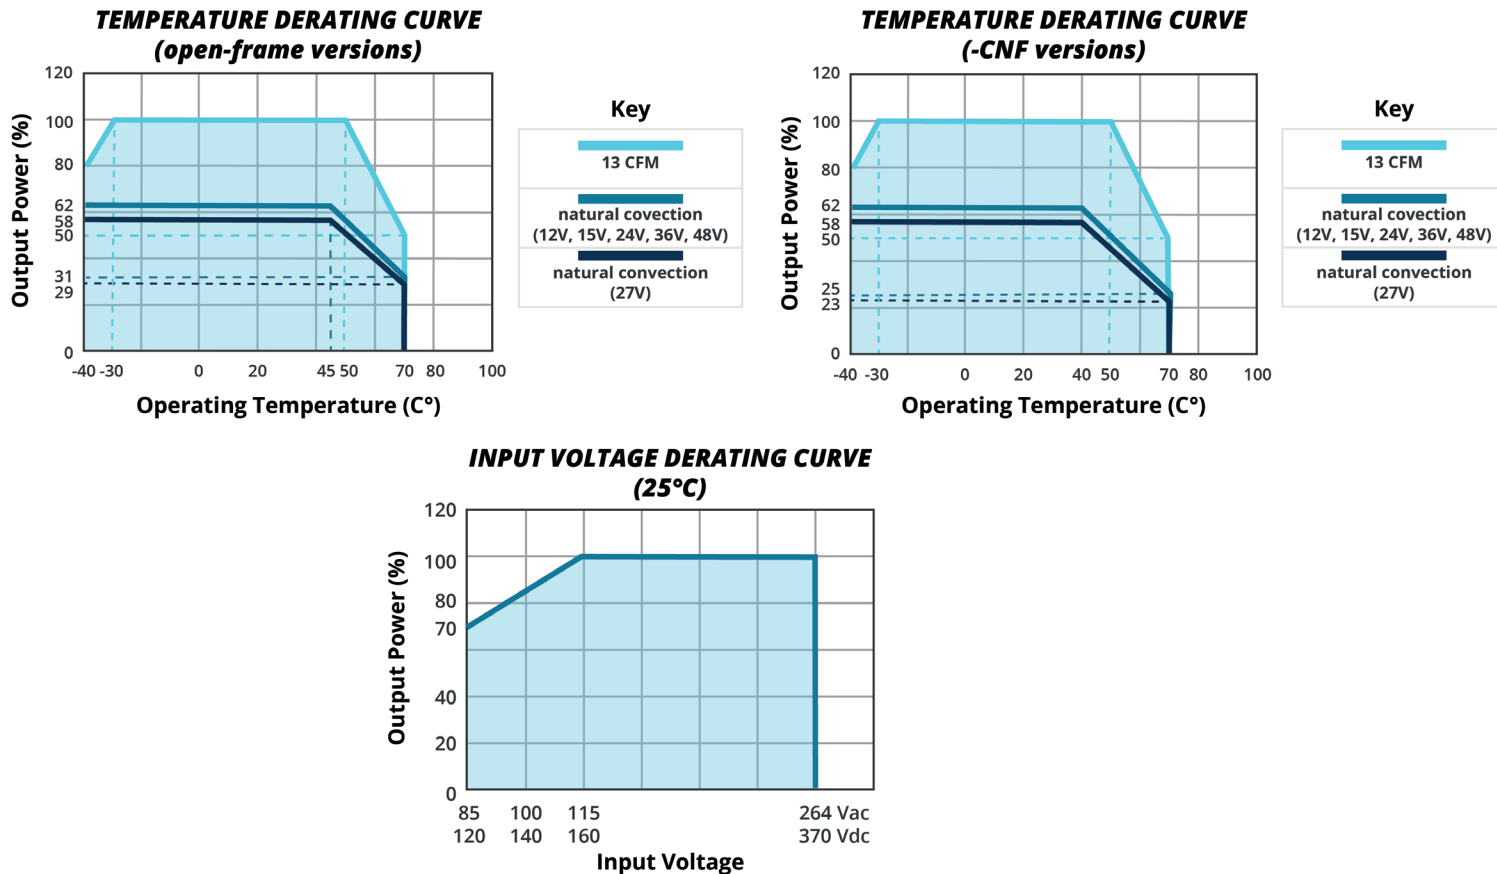 TEMPERATURE DERATING CURVE
(open-frame versions)
Output Power (%)
120
100
80
62
58
50
31
29
0
-40 -30 0 20 45 50 70 80 100
Operating Temperature (C°)
Key
13 CFM
natural covection
(12V, 15V, 24V, 36V, 48V)
natural convection
(27V)
TEMPERATURE DERATING CURVE
(-CNF versions)
Output Power (%)
120
100
80
62
58
50
25
23
0
-40 -30 0 20 40 50 70 80 100
Operating Temperature (C°)
Key
13 CFM
natural covection
(12V, 15V, 24V, 36V, 48V)
natural convection
(27V)
INPUT VOLTAGE DERATING CURVE
(25°C)
Output Power (%)
120
100
80
70
40
20
0
85 100 115 264 Vac
120 140 160 370 Vdc
Input Voltage